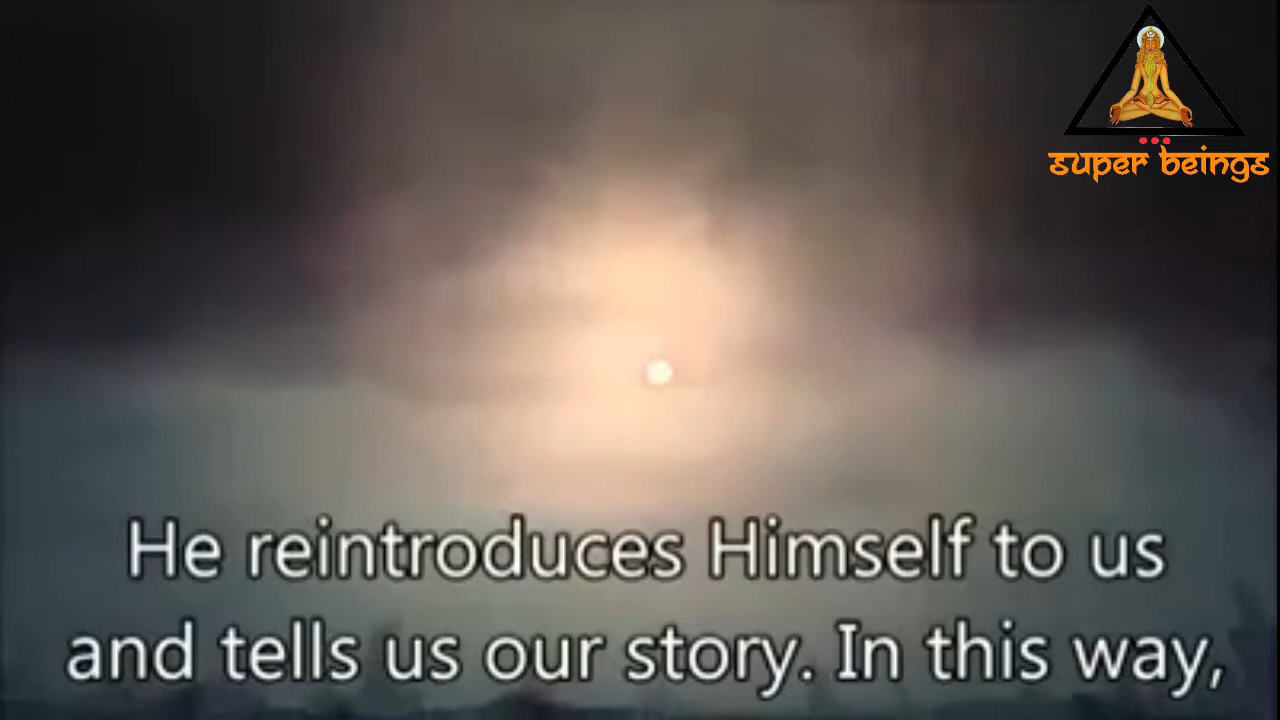 super beings
He reintroduces Himself to us
and tells us our story. In this way,